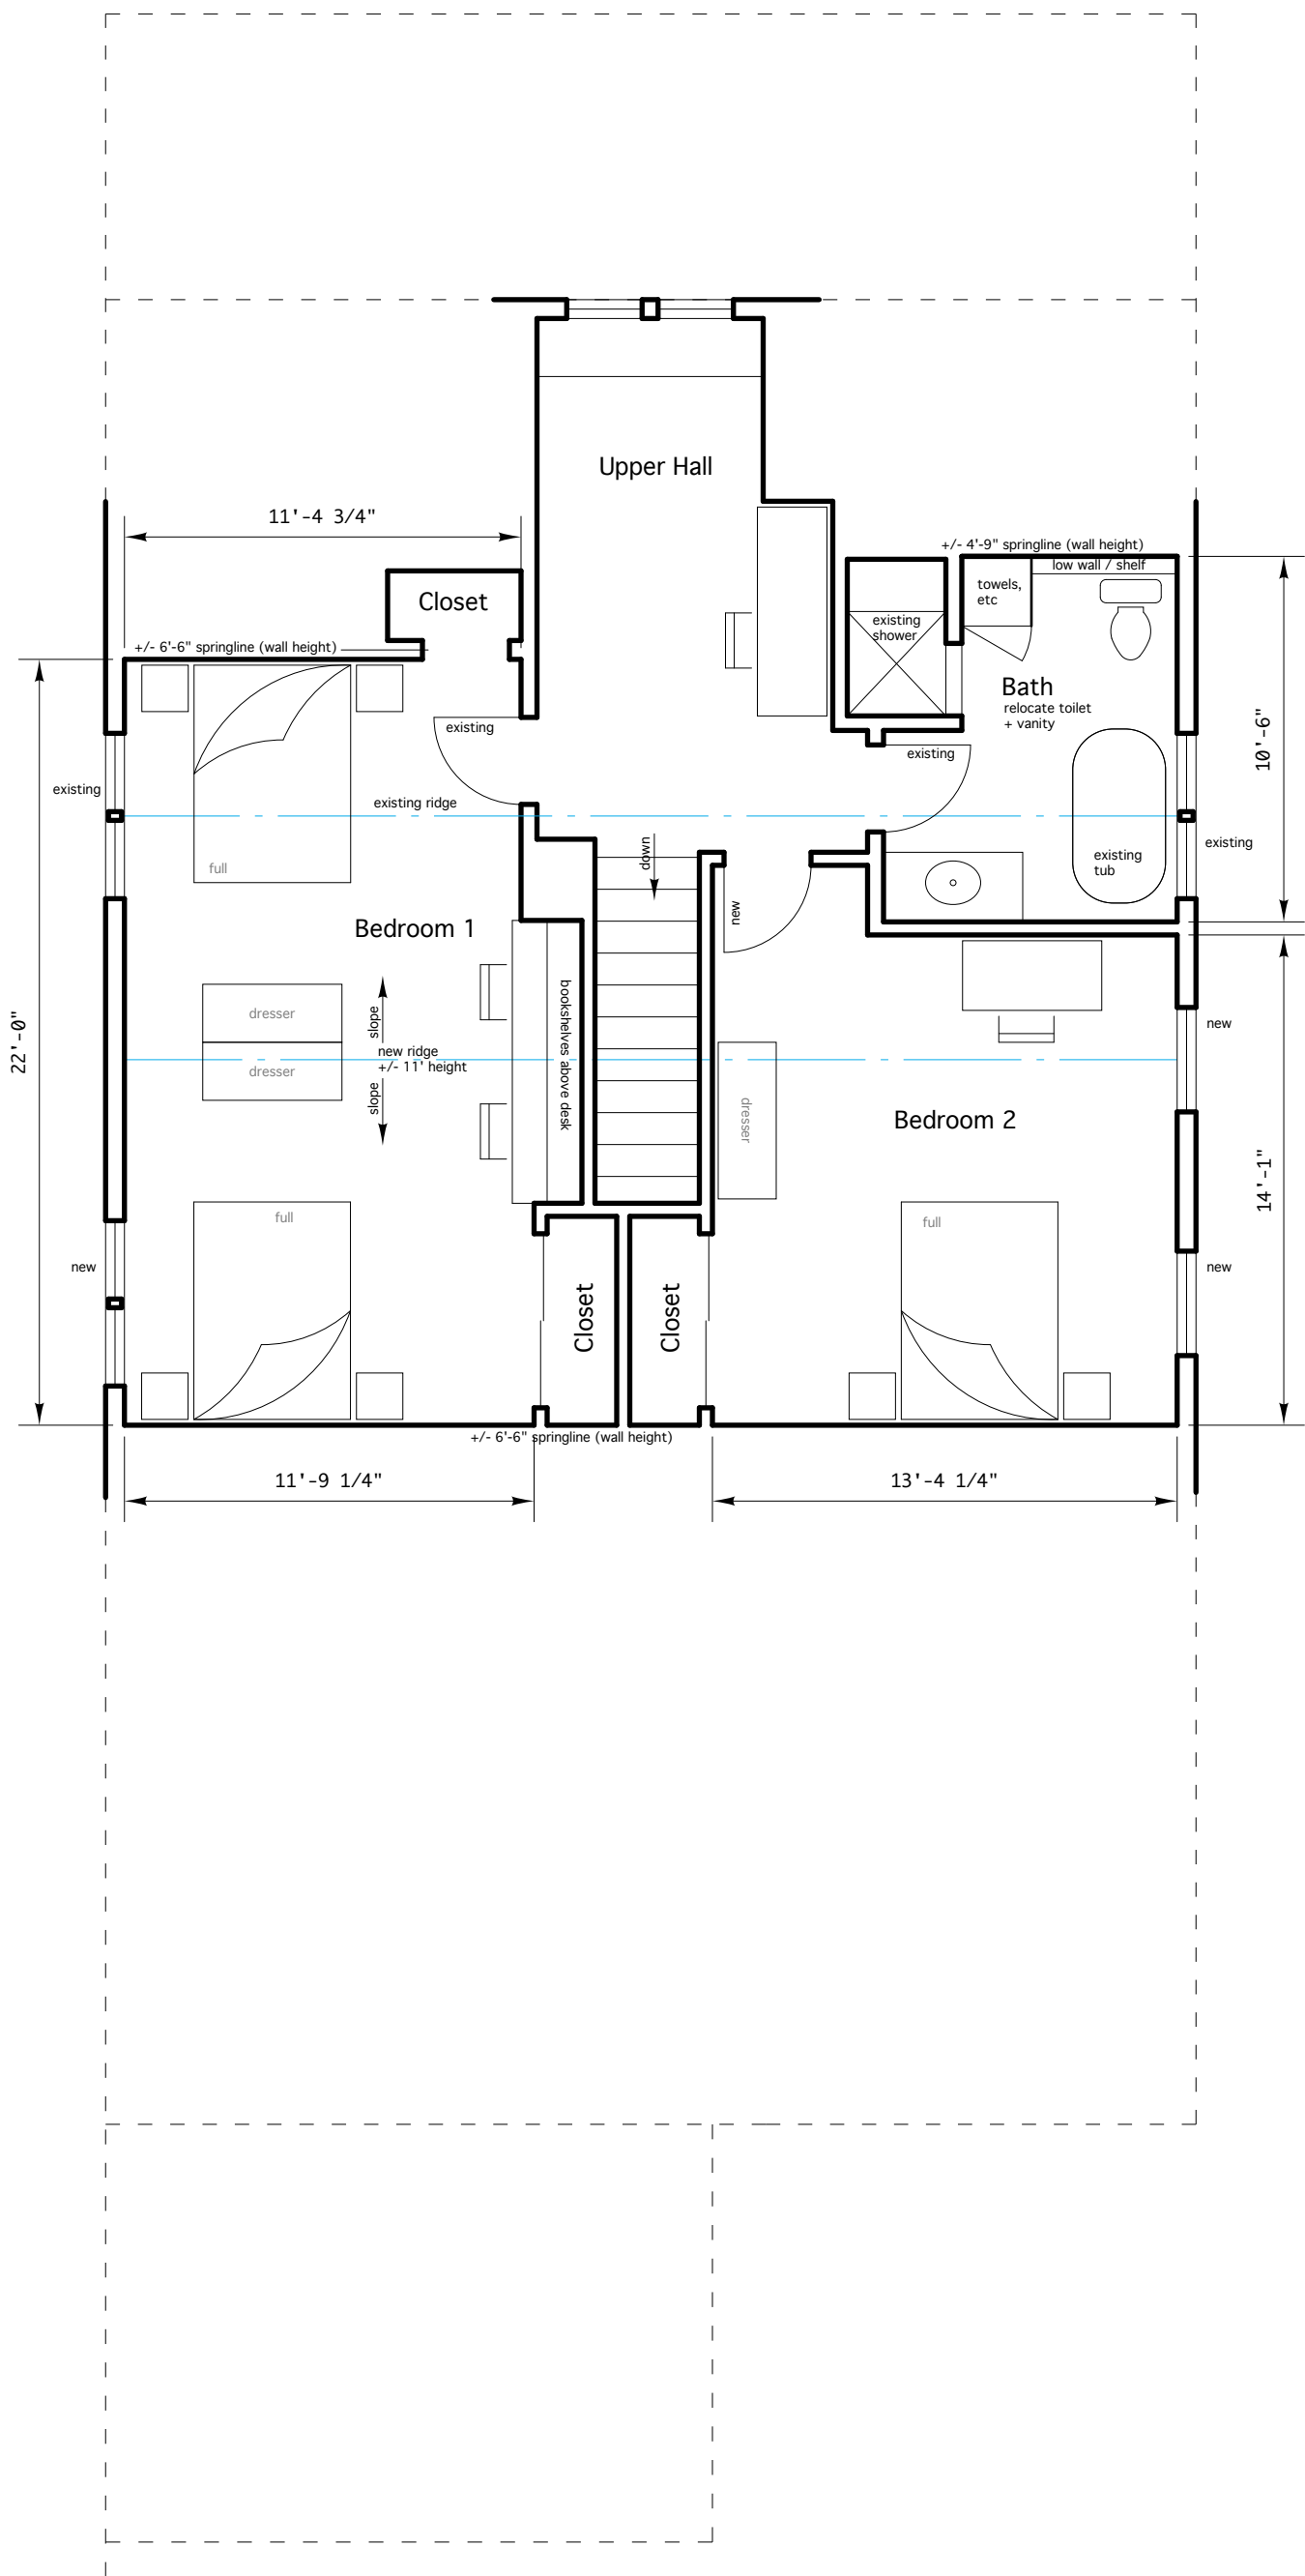 Upper Hall
11'-4 3/4"
+/- 4'-9" springline (wall height)
low wall / shelf
towels,
etc
Closet
existing
shower
+/- 6'-6" springline (wall height)
Bath
relocate toilet
+ vanity
existing
existing
10'-6"
existing
existing ridge
down
existing
existing
tub
full
new
Bedroom 1
dresser
slope
bookshelves above desk
new
22'-0"
new ridge
+/- 11' height
dresser
slope
dresser
Bedroom 2
14'-1"
full
full
new
new
Closet
Closet
+/- 6'-6" springline (wall height)
11'-9 1/4"
13'-4 1/4"